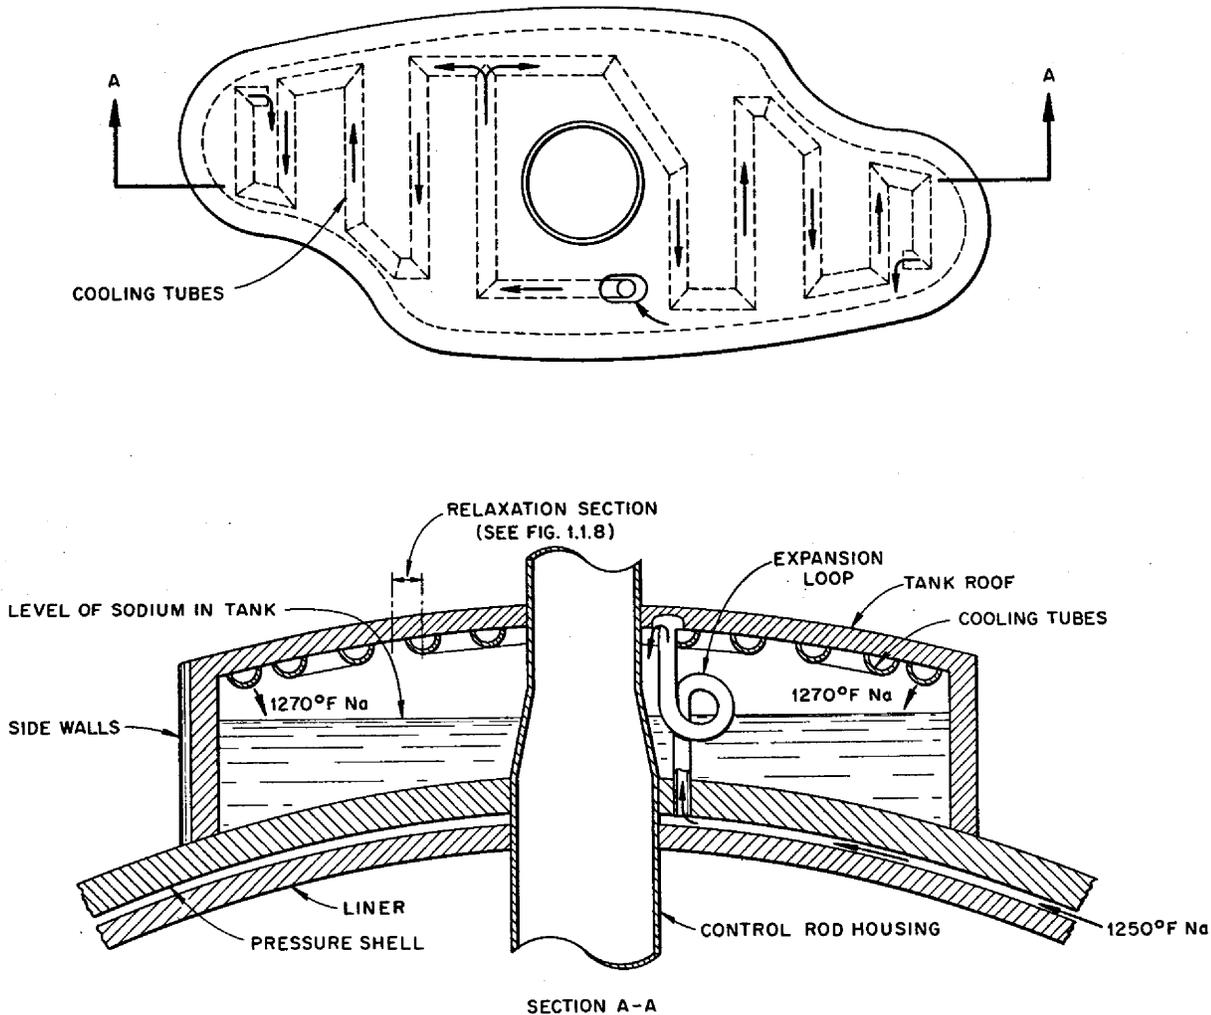 A
A
COOLING TUBES
RELAXATION SECTION
(SEE FIG. 1.1.8)
EXPANSION
LOOP
TANK ROOF
LEVEL OF SODIUM IN TANK
COOLING TUBES
1270°F Na
1270°F Na
SIDE WALLS
LINER
PRESSURE SHELL
CONTROL ROD HOUSING
1250°F Na
SECTION A-A